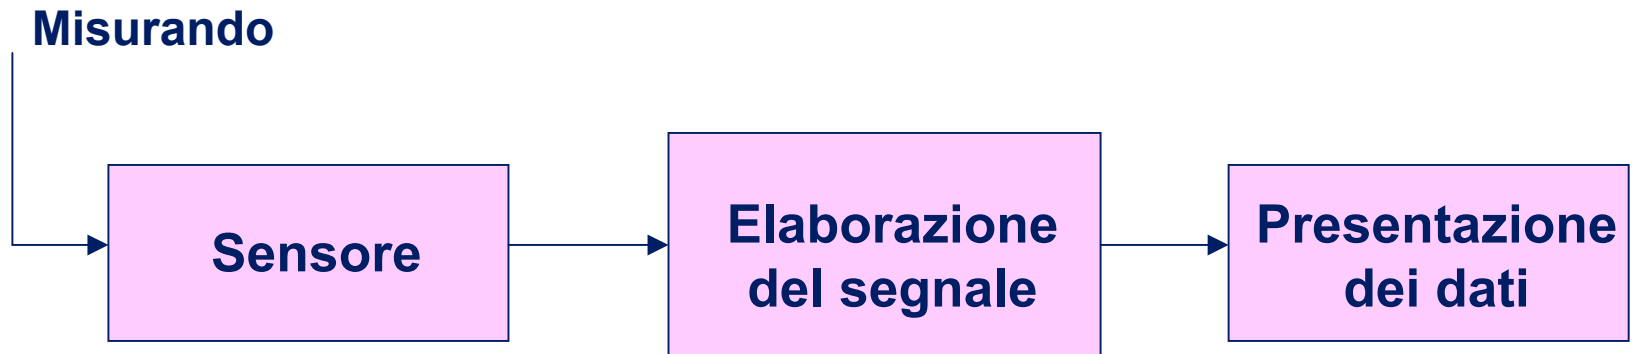 Misurando
Sensore
Elaborazione
del segnale
Presentazione
dei dati